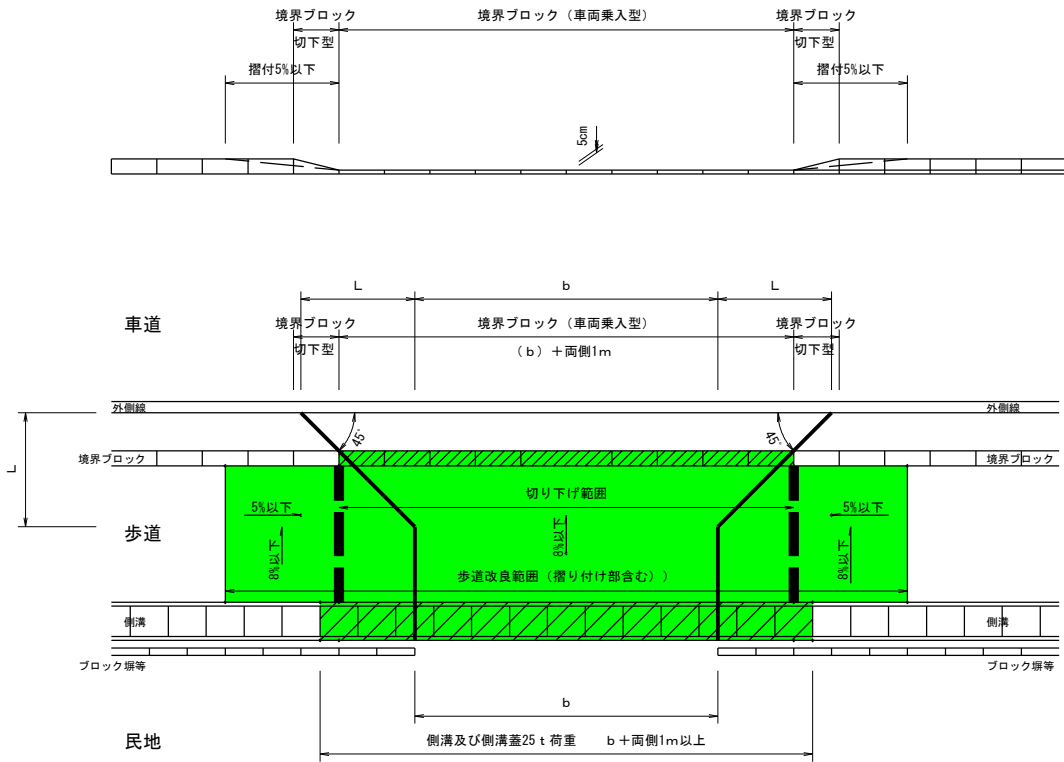 境界ブロック
境界ブロック（車両乗入型）
境界ブロック
切下型
切下型
摺付5%以下
摺付5%以下
5cm
L
b
L
車道
境界ブロック
境界ブロック（車両乗入型）
境界ブロック
切下型
（b）＋両側1m
切下型
外側線
外側線
L
45°
45°
境界ブロック
境界ブロック
切り下げ範囲
5%以下
5%以下
歩道
8%以下
8%以下
8%以下
歩道改良範囲（摺り付け部含む））
側溝
側溝
ブロック塀等
ブロック塀等
b
民地
側溝及び側溝蓋25ｔ荷重　　b＋両側1m以上